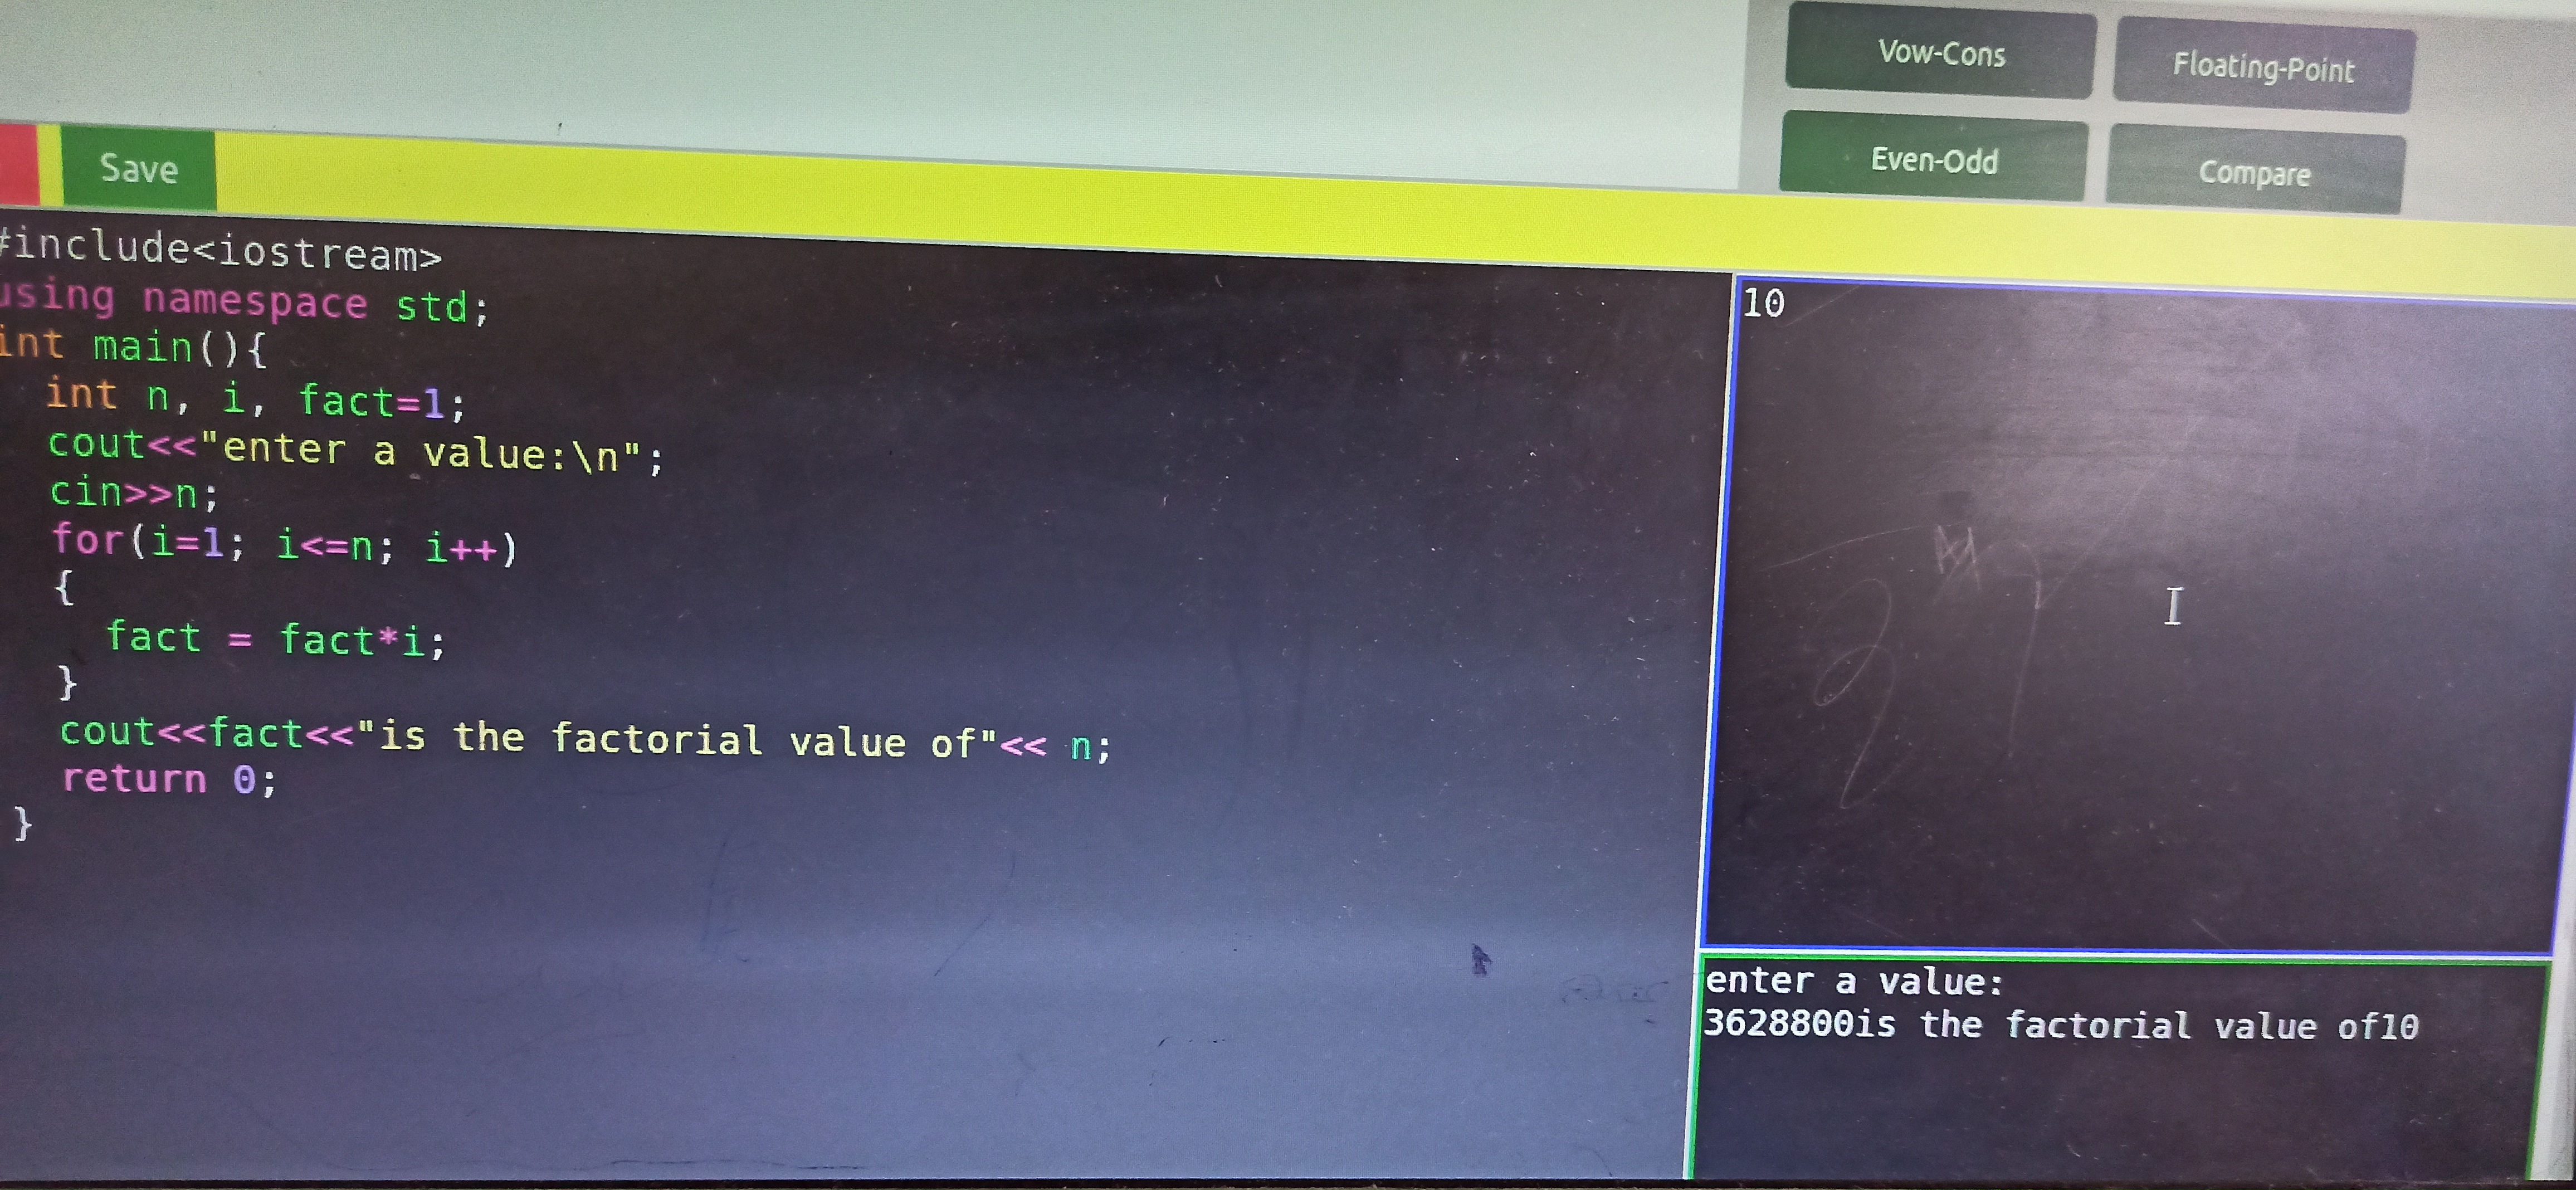 Vow-Cons
Floating-Point
Even-Odd
Compare
Save
#include<iostream>
using namespace std;
int main(){
int n, i, fact=1;
cout<<"enter a value:\n";
cin>>n;
for(i=1; i<=n; i++)
{
fact = fact*i;
}
cout<<fact<<"is the factorial value of"<< n;
return 0;
}
10
enter a value:
3628800is the factorial value of10